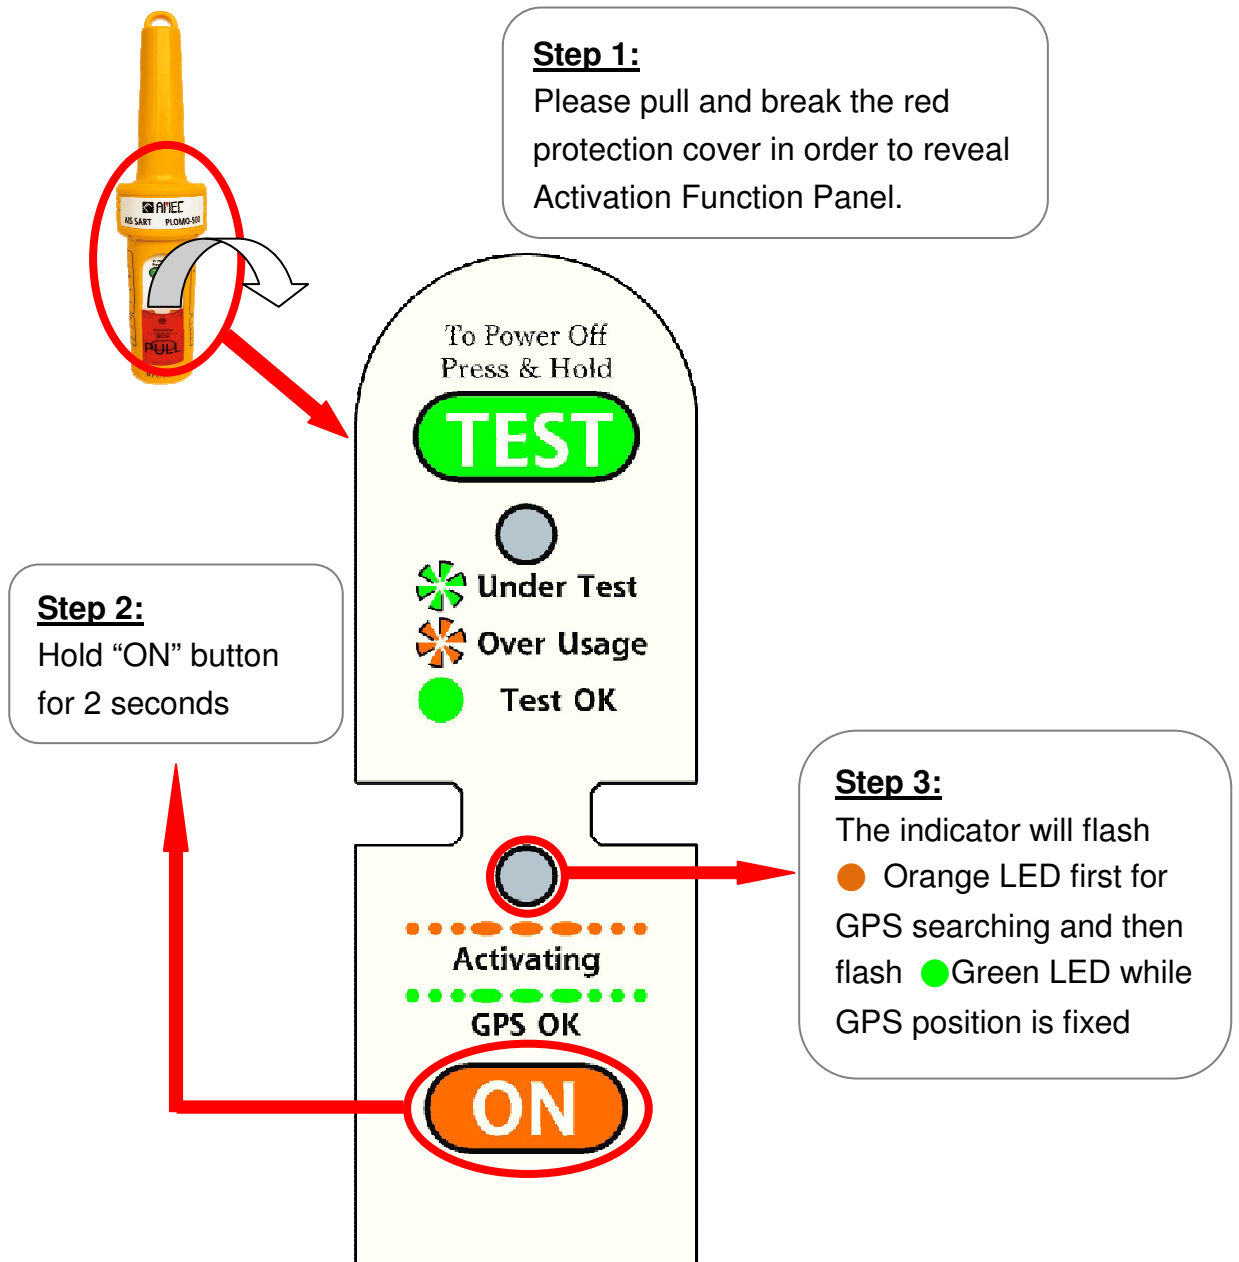 Step 1:
Please pull and break the red
protection cover in order to reveal
Activation Function Panel.
AMEC
AIS SART PLOMO-500
PULL
To Power Off
Press & Hold
TEST
Under Test
Over Usage
Test OK
Step 2:
Hold “ON” button
for 2 seconds
Step 3:
The indicator will flash
Orange LED first for
GPS searching and then
flash Green LED while
GPS position is fixed
Activating
GPS OK
ON